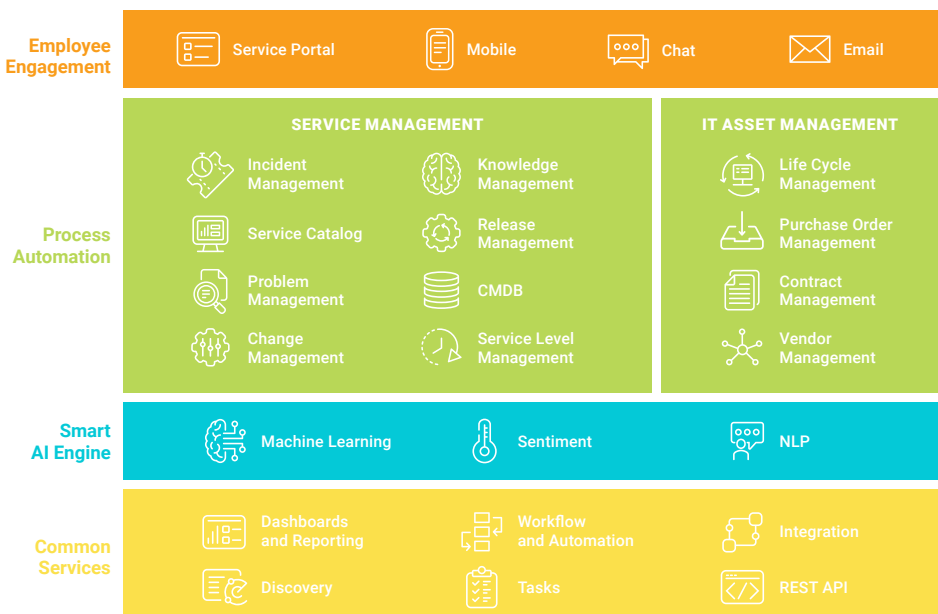 Employee
Engagement
Service Portal
Mobile
Chat
Email
Process
Automation
SERVICE MANAGEMENT
Incident
Management
Knowledge
Management
Service Catalog
Release
Management
Problem
Management
CMDB
Change
Management
Service Level
Management
IT ASSET MANAGEMENT
Life Cycle
Management
Purchase Order
Management
Contract
Management
Vendor
Management
Smart
AI Engine
Machine Learning
Sentiment
NLP
Common
Services
Dashboards
and Reporting
Workflow
and Automation
Integration
Discovery
Tasks
REST API